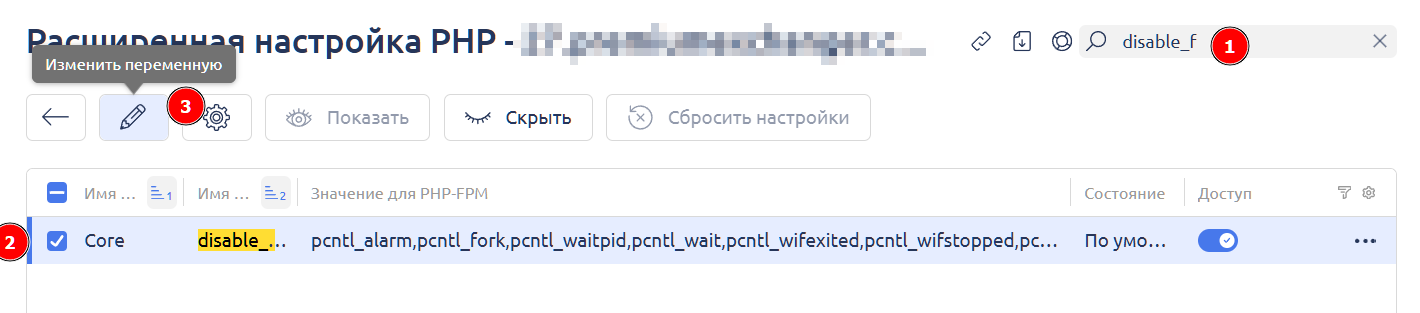 Расширенная настройка PHP -
disable_f
1
Изменить переменную
3
Показать
Скрыть
Сбросить настройки
Имя ... 1 Имя ... 2 Значение для PHP-FPM Состояние Доступ
2 Core disable_... pcntl_alarm,pcntl_fork,pcntl_waitpid,pcntl_wait,pcntl_wifexited,pcntl_wifstopped,pc... По умо...